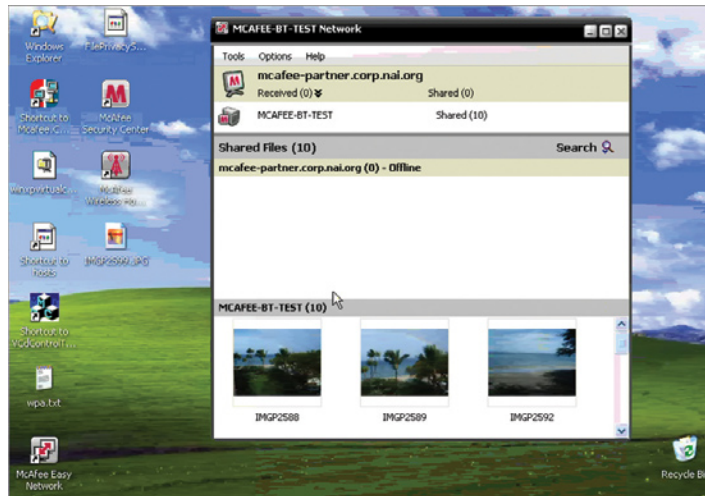 Windows
Explorer
FilePrivacyS...
Shortcut to
McAfee.C...
McAfee
Security Center
Winxpvirtualc...
McAfee
Wireless Ho...
Shortcut to
hosts
IMGP2599.JPG
Shortcut to
VCdControlT...
wpa.txt
McAfee Easy
Network
Recycle Bi
MCAFEE-BT-TEST Network
Tools Options Help
mcafee-partner.corp.nai.org
Received (0) Shared (0)
MCAFEE-BT-TEST Shared (10)
Shared Files (10) Search
mcafee-partner.corp.nai.org (0) - Offline
MCAFEE-BT-TEST (10)
IMGP2588 IMGP2589 IMGP2592